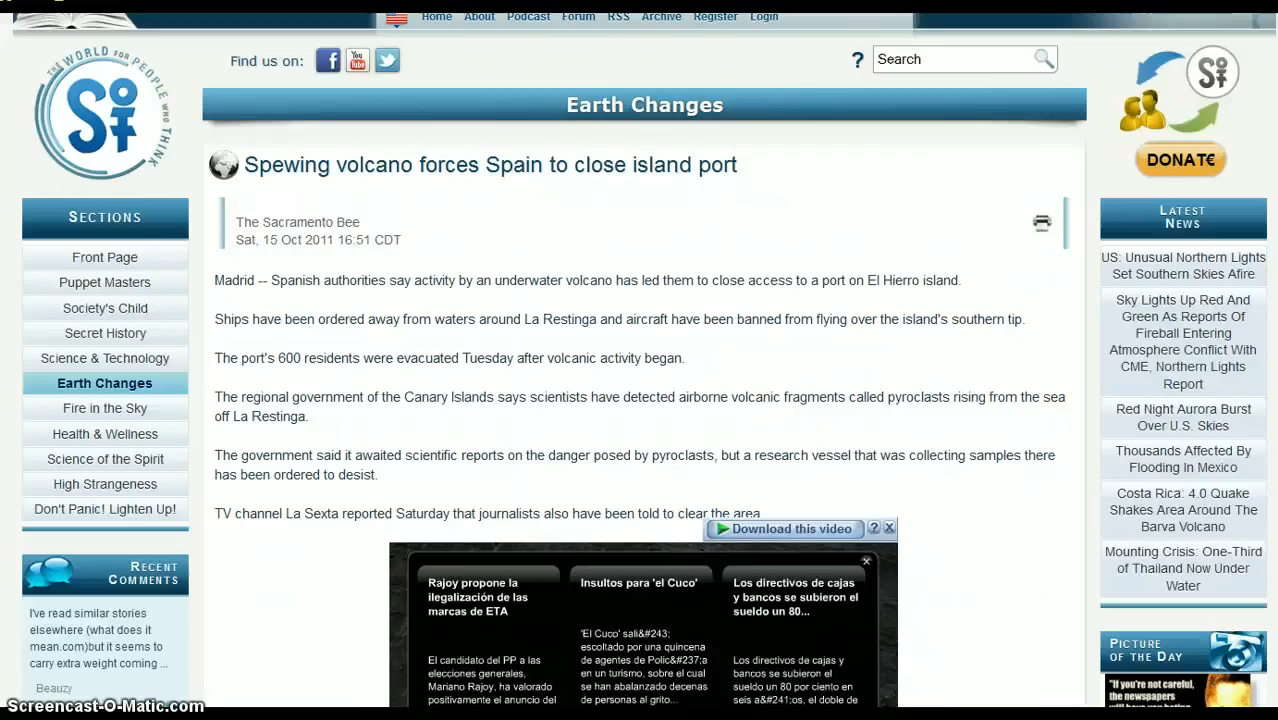 Home About Podcast Forum RSS Archive Register Login
THE WORLD FOR PEOPLE WHO THINK
SOTT
Find us on:
f
You Tube
? Search
SOTT
DONAT€
Earth Changes
Spewing volcano forces Spain to close island port
The Sacramento Bee
Sat, 15 Oct 2011 16:51 CDT
Madrid -- Spanish authorities say activity by an underwater volcano has led them to close access to a port on El Hierro island.
Ships have been ordered away from waters around La Restinga and aircraft have been banned from flying over the island's southern tip.
The port's 600 residents were evacuated Tuesday after volcanic activity began.
The regional government of the Canary Islands says scientists have detected airborne volcanic fragments called pyroclasts rising from the sea
off La Restinga.
The government said it awaited scientific reports on the danger posed by pyroclasts, but a research vessel that was collecting samples there
has been ordered to desist.
TV channel La Sexta reported Saturday that journalists also have been told to clear the area
Download this video ? X
Rajoy propone la
ilegalización de las
marcas de ETA
El candidato del PP a las
elecciones generales,
Mariano Rajoy, ha valorado
positivamente el anuncio del
Insultos para 'el Cuco'
'El Cuco' sali&#243;
escoltado por una quincena
de agentes de Polic&#237;a
en un turismo, sobre el cual
se han abalanzado decenas
de personas al grito...
Los directivos de cajas
y bancos se subieron el
sueldo un 80...
Los directivos de cajas y
bancos se subieron el
sueldo un 80 por ciento en
seis a&#241;os, el doble de
SECTIONS
Front Page
Puppet Masters
Society's Child
Secret History
Science & Technology
Earth Changes
Fire in the Sky
Health & Wellness
Science of the Spirit
High Strangeness
Don't Panic! Lighten Up!
RECENT
COMMENTS
I've read similar stories
elsewhere (what does it
mean.com)but it seems to
carry extra weight coming ...
Beauzy
LATEST
NEWS
US: Unusual Northern Lights
Set Southern Skies Afire
Sky Lights Up Red And
Green As Reports Of
Fireball Entering
Atmosphere Conflict With
CME, Northern Lights
Report
Red Night Aurora Burst
Over U.S. Skies
Thousands Affected By
Flooding In Mexico
Costa Rica: 4.0 Quake
Shakes Area Around The
Barva Volcano
Mounting Crisis: One-Third
of Thailand Now Under
Water
PICTURE
OF THE DAY
"If you're not careful,
the newspapers
Screencast-O-Matic.com